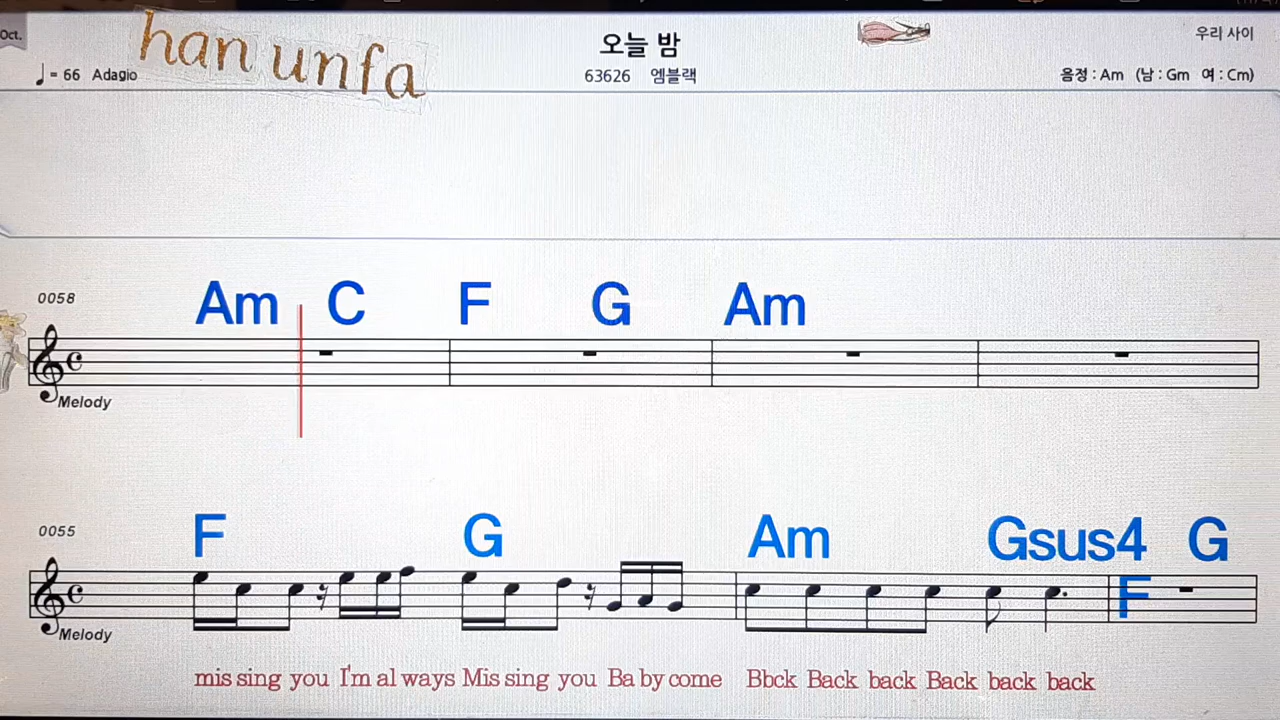 Oct.
han unfa
오늘 밤
우리 사이
♩= 66 Adagio
63626 엠블랙
음정 : Am (남 : Gm 여 : Cm)
0058
Am C F G Am
Melody
0055
F G Am Gsus4 G
F
Melody
mis sing you I'm al ways Mis sing you Ba by come Bbck Back back Back back back